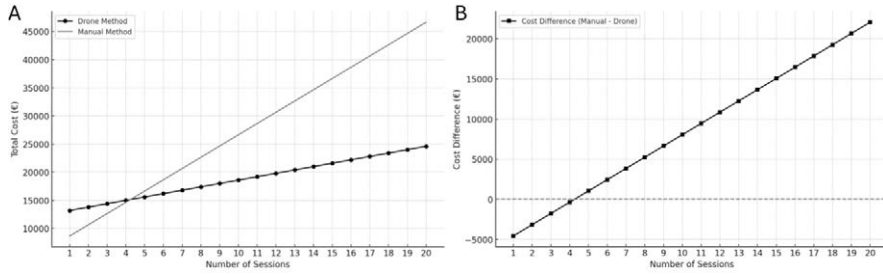 A
Drone Method
Manual Method
Total Cost (€)
45000
40000
35000
30000
25000
20000
15000
10000
1 2 3 4 5 6 7 8 9 10 11 12 13 14 15 16 17 18 19 20
Number of Sessions
B
Cost Difference (Manual - Drone)
Cost Difference (€)
20000
15000
10000
5000
0
−5000
1 2 3 4 5 6 7 8 9 10 11 12 13 14 15 16 17 18 19 20
Number of Sessions